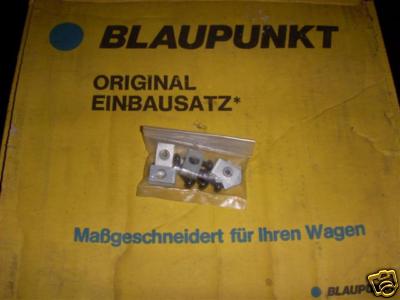 BLAUPUNKT
ORIGINAL
EINBAUSATZ*
Maßgeschneidert für Ihren Wagen
BLAUPUNKT